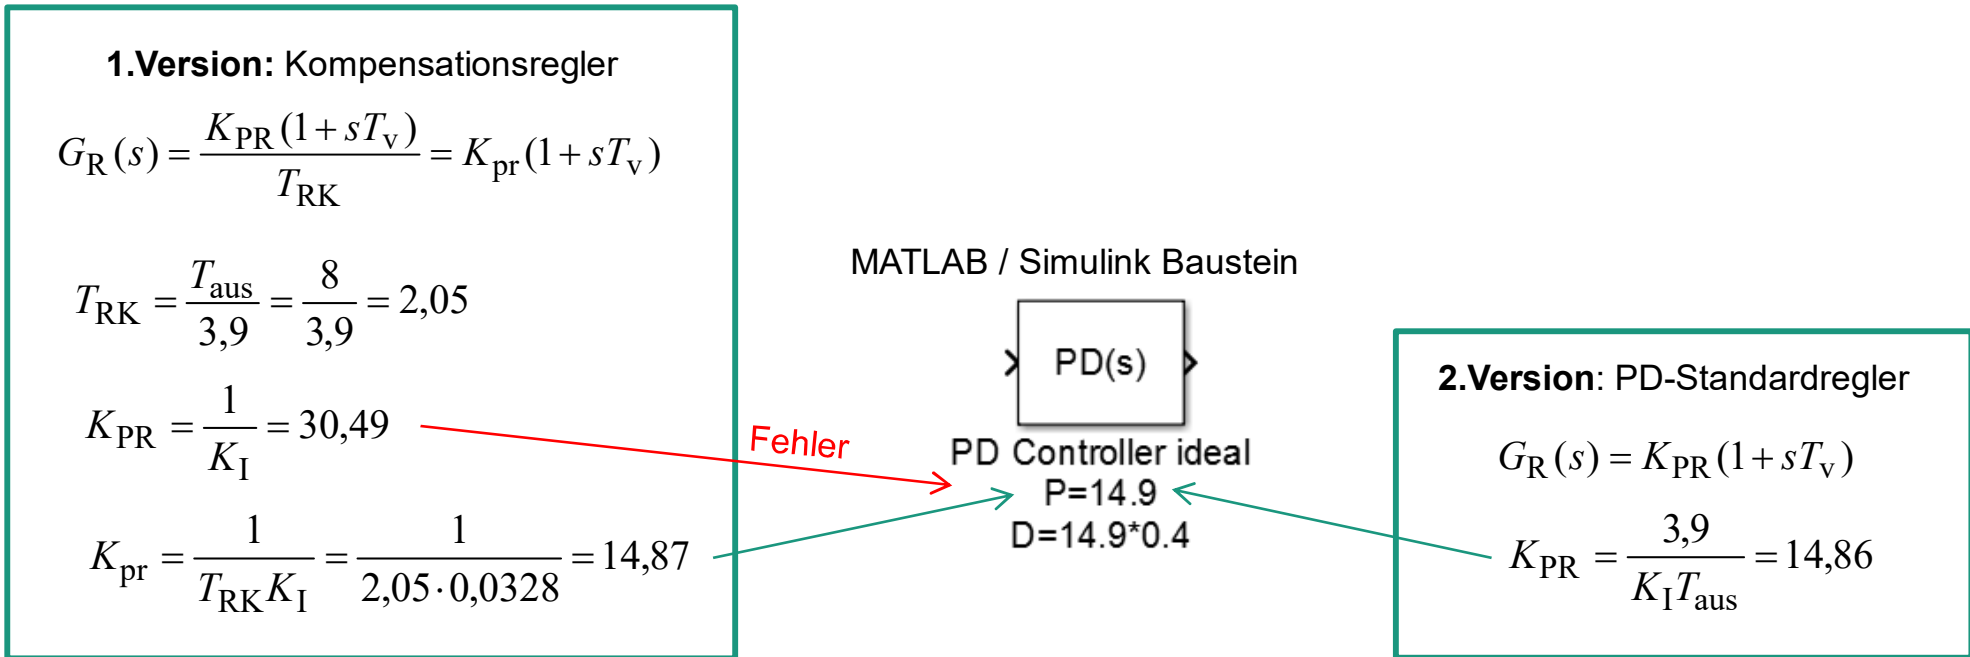 1.Version: Kompensationsregler
G_R(s) = K_PR(1+sT_v) / T_RK = K_pr(1+sT_v)
T_RK = T_aus / 3,9 = 8 / 3,9 = 2,05
K_PR = 1 / K_I = 30,49
K_pr = 1 / (T_RK K_I) = 1 / (2,05·0,0328) = 14,87
Fehler
MATLAB / Simulink Baustein
PD(s)
PD Controller ideal
P=14.9
D=14.9*0.4
2.Version: PD-Standardregler
G_R(s) = K_PR(1+sT_v)
K_PR = 3,9 / (K_I T_aus) = 14,86